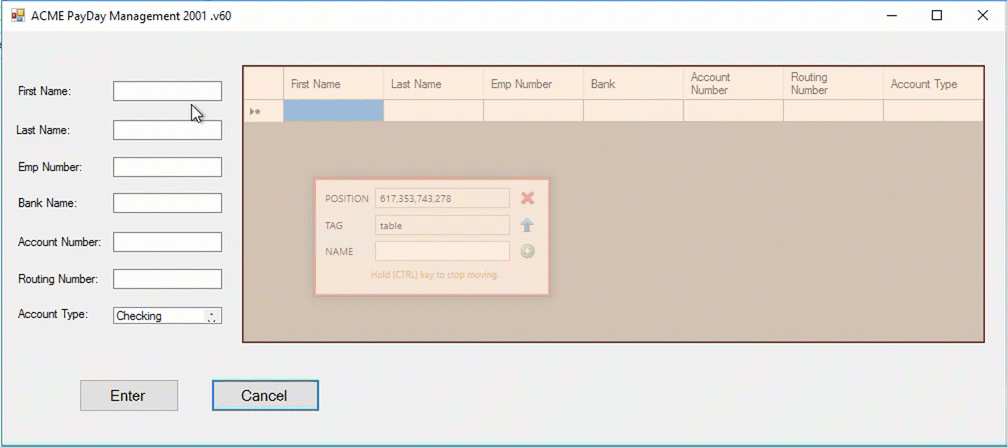 ACME PayDay Management 2001 .v60
First Name:
Last Name:
Emp Number:
Bank Name:
Account Number:
Routing Number:
Account Type: Checking
Enter Cancel
First Name Last Name Emp Number Bank Account Number Routing Number Account Type
POSITION 617,353,743,278
TAG table
NAME
Hold [CTRL] key to stop moving.